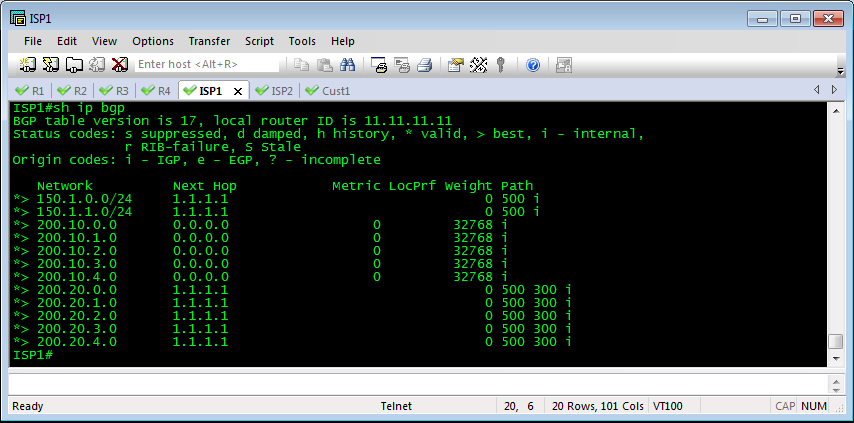 ISP1
File Edit View Options Transfer Script Tools Help
Enter host <Alt+R>
R1 R2 R3 R4 ISP1 ISP2 Cust1
ISP1#sh ip bgp
BGP table version is 17, local router ID is 11.11.11.11
Status codes: s suppressed, d damped, h history, * valid, > best, i - internal,
r RIB-failure, S Stale
Origin codes: i - IGP, e - EGP, ? - incomplete
Network Next Hop Metric LocPrf Weight Path
*> 150.1.0.0/24 1.1.1.1 0 500 i
*> 150.1.1.0/24 1.1.1.1 0 500 i
*> 200.10.0.0 0.0.0.0 0 32768 i
*> 200.10.1.0 0.0.0.0 0 32768 i
*> 200.10.2.0 0.0.0.0 0 32768 i
*> 200.10.3.0 0.0.0.0 0 32768 i
*> 200.10.4.0 0.0.0.0 0 32768 i
*> 200.20.0.0 1.1.1.1 0 500 300 i
*> 200.20.1.0 1.1.1.1 0 500 300 i
*> 200.20.2.0 1.1.1.1 0 500 300 i
*> 200.20.3.0 1.1.1.1 0 500 300 i
*> 200.20.4.0 1.1.1.1 0 500 300 i
ISP1#
Ready Telnet 20, 6 20 Rows, 101 Cols VT100 CAP NUM